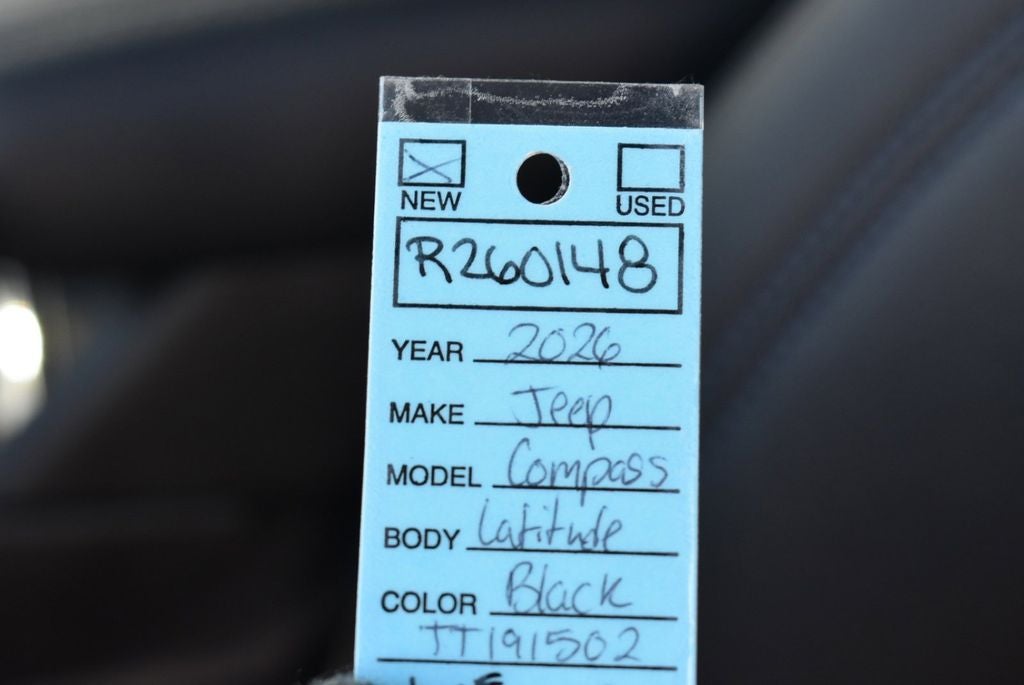 NEW USED
R260148
YEAR 2026
MAKE Jeep
MODEL Compass
BODY Latitude
COLOR Black
TT191502